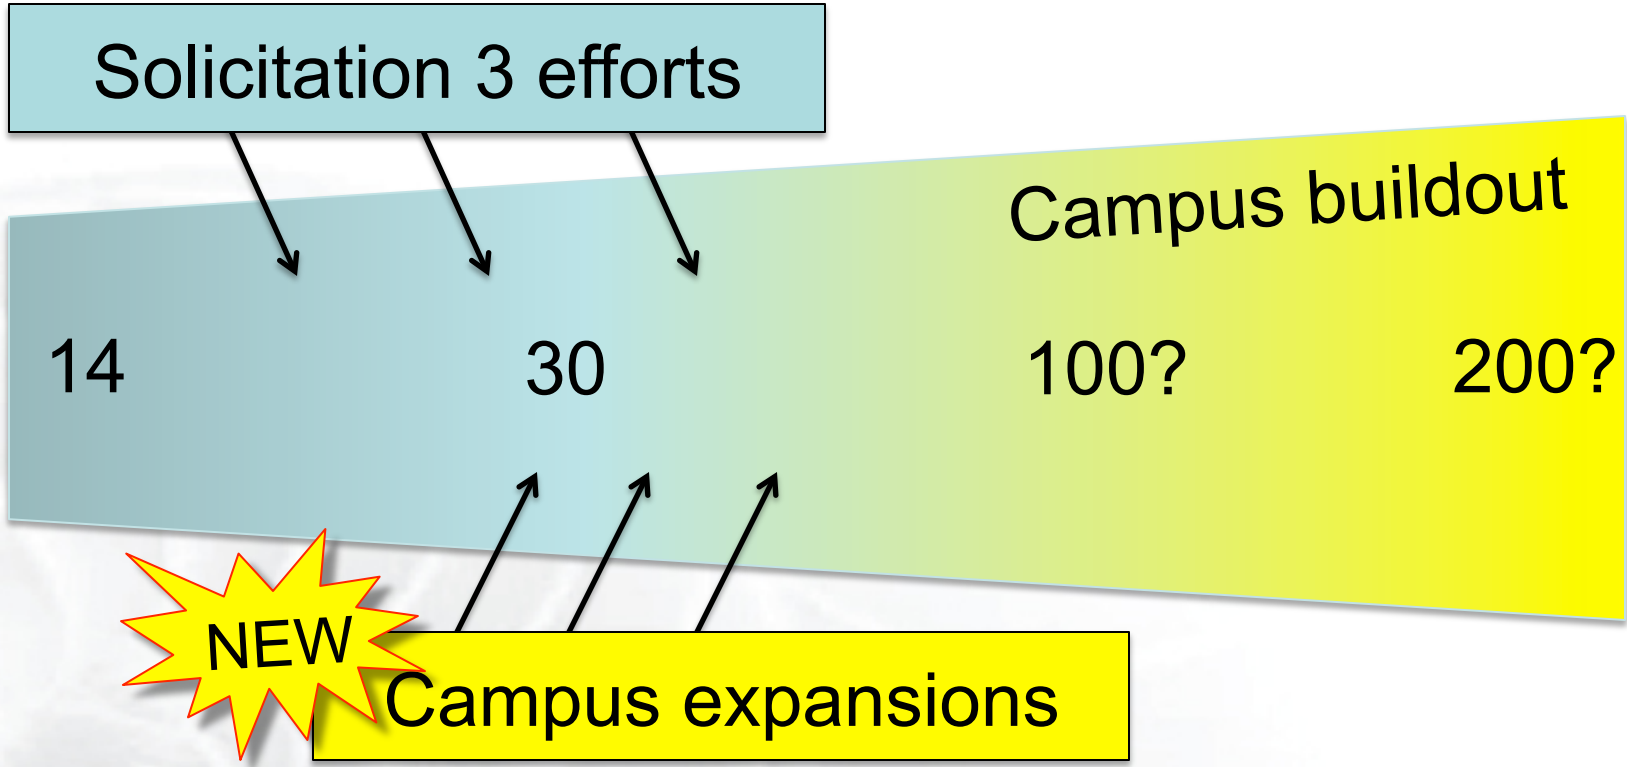 Solicitation 3 efforts
Campus buildout
14 30 100? 200?
NEW
Campus expansions